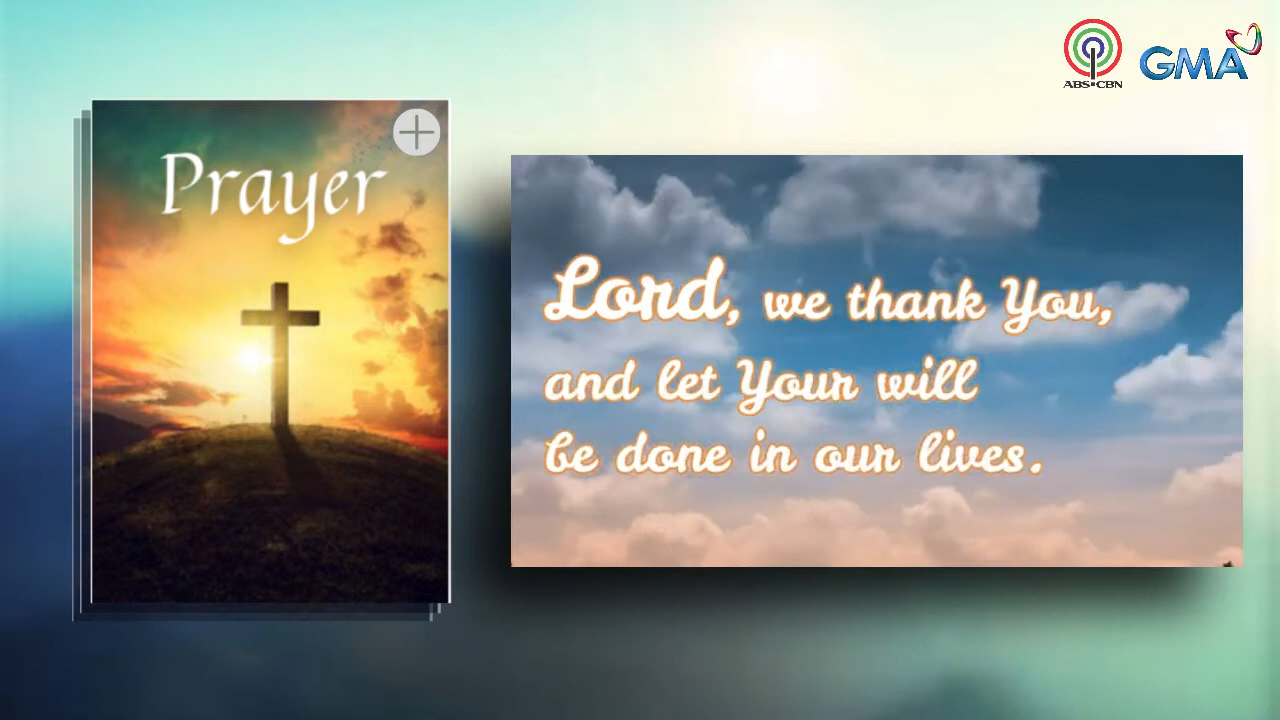 ABS-CBN GMA
Prayer
Lord, we thank You,
and let Your will
be done in our lives.